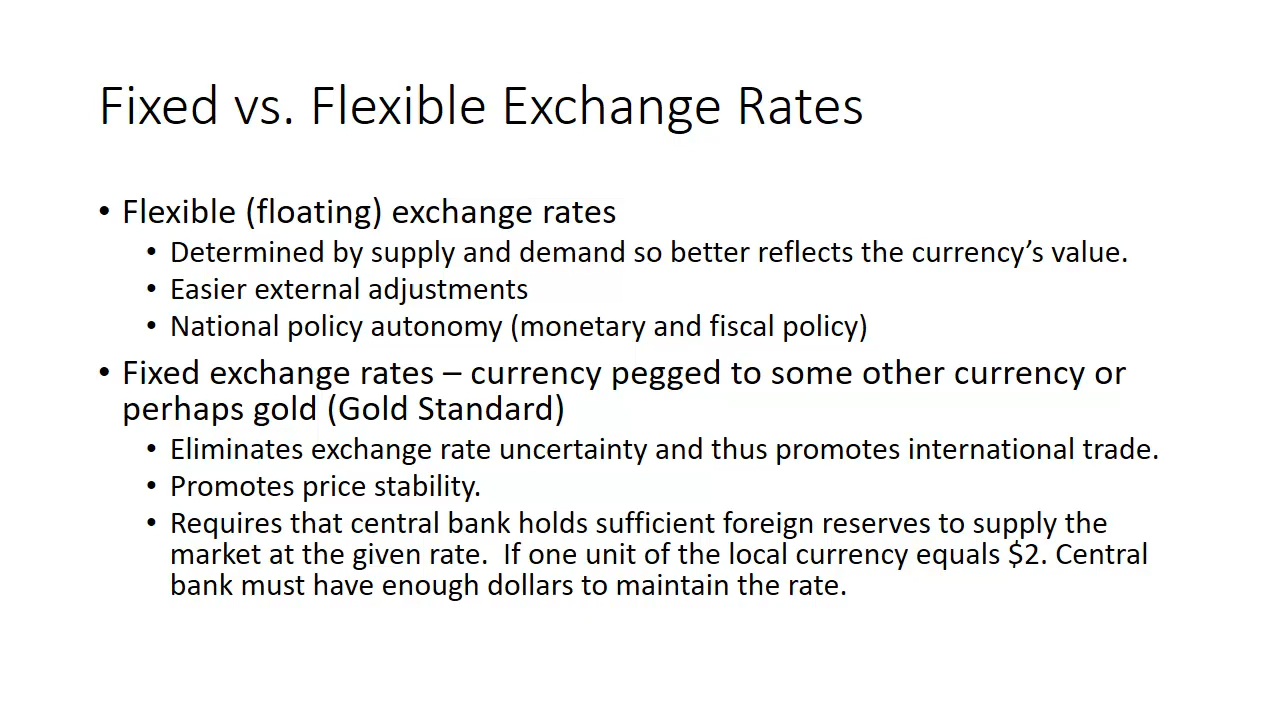 Fixed vs. Flexible Exchange Rates
• Flexible (floating) exchange rates
• Determined by supply and demand so better reflects the currency’s value.
• Easier external adjustments
• National policy autonomy (monetary and fiscal policy)
• Fixed exchange rates – currency pegged to some other currency or
perhaps gold (Gold Standard)
• Eliminates exchange rate uncertainty and thus promotes international trade.
• Promotes price stability.
• Requires that central bank holds sufficient foreign reserves to supply the
market at the given rate.  If one unit of the local currency equals $2. Central
bank must have enough dollars to maintain the rate.